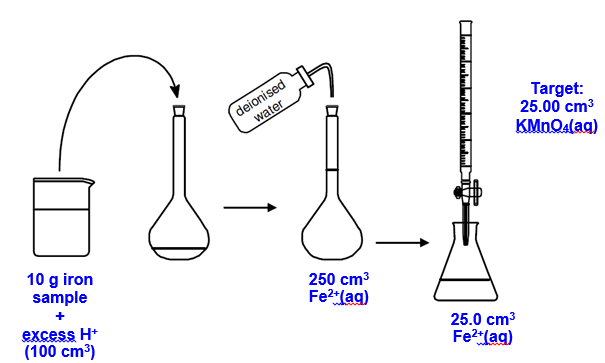 deionised
water
Target:
25.00 cm³
KMnO₄(aq)
10 g iron
sample
+
excess H⁺
(100 cm³)
250 cm³
Fe²⁺(aq)
25.0 cm³
Fe²⁺(aq)